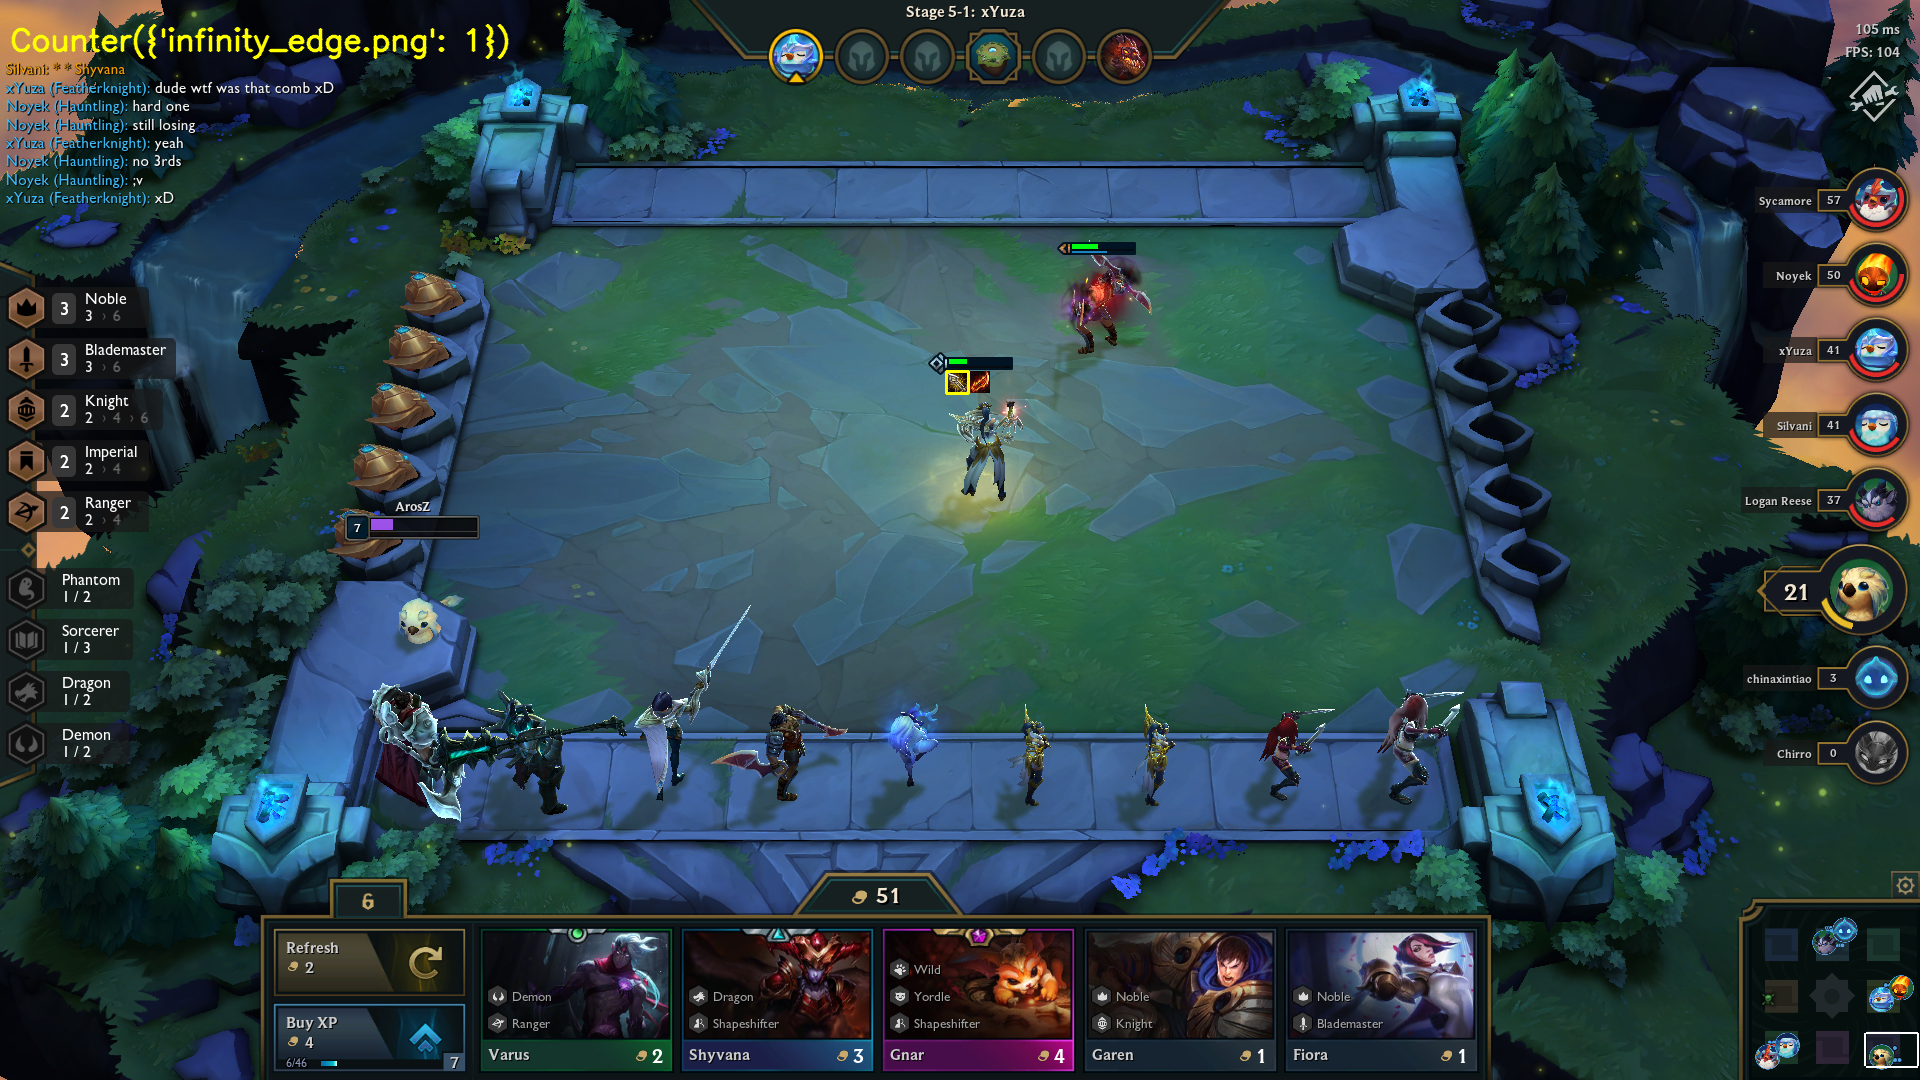 Stage 5-1: xYuza
105 ms
FPS: 104
Counter({'infinity_edge.png': 1})
Silvani: * * Shyvana
xYuza (Featherknight): dude wtf was that comb xD
Noyek (Hauntling): hard one
Noyek (Hauntling): still losing
xYuza (Featherknight): yeah
Noyek (Hauntling): no 3rds
Noyek (Hauntling): ;v
xYuza (Featherknight): xD
3 Noble
3 › 6
3 Blademaster
3 › 6
2 Knight
2 › 4 › 6
2 Imperial
2 › 4
2 Ranger
2 › 4
Phantom
1 / 2
Sorcerer
1 / 3
Dragon
1 / 2
Demon
1 / 2
ArosZ
7
Sycamore 57
Noyek 50
xYuza 41
Silvani 41
Logan Reese 37
21
chinaxintiao 3
Chirro 0
6
51
Refresh
2
Buy XP
4
6/46
7
Demon
Ranger
Varus 2
Dragon
Shapeshifter
Shyvana 3
Wild
Yordle
Shapeshifter
Gnar 4
Noble
Knight
Garen 1
Noble
Blademaster
Fiora 1